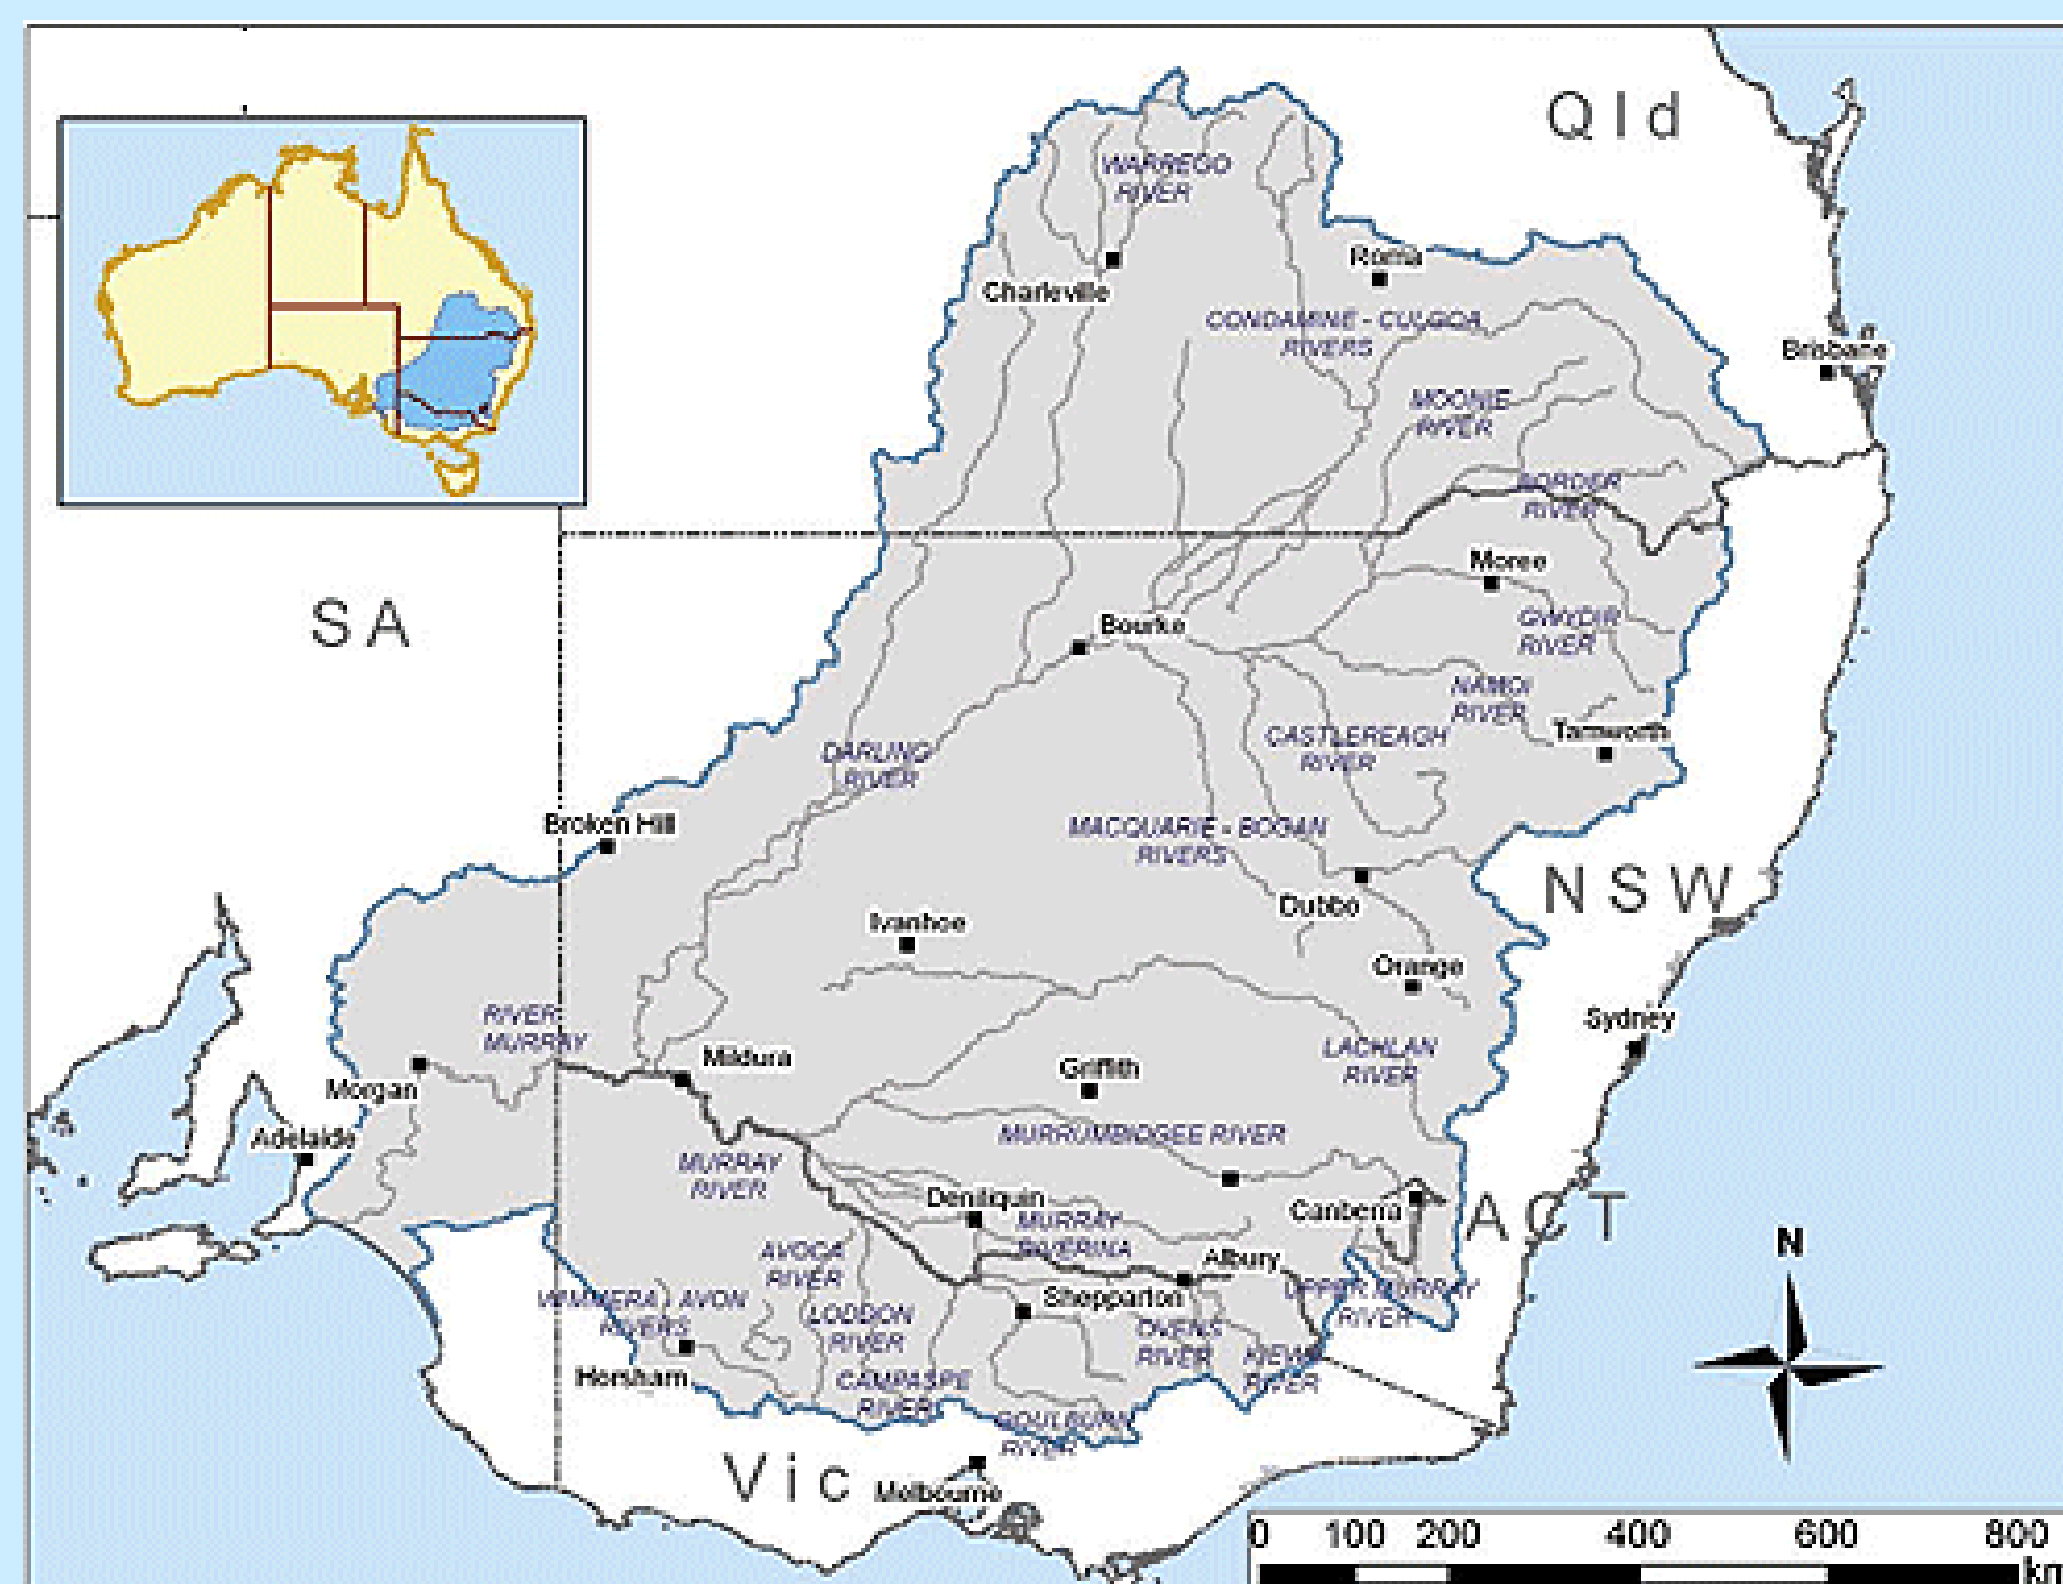 Qld
WARREGO
RIVER
Roma
Charleville
CONDAMINE - CULGOA
RIVERS
Brisbane
MOONIE
RIVER
BORDER
RIVER
Moree
SA
Bourke
GWYDIR
RIVER
NAMOI
RIVER
Tamworth
CASTLEREAGH
RIVER
DARLING
RIVER
Broken Hill
MACQUARIE - BOGAN
RIVERS
NSW
Dubbo
Ivanhoe
Orange
Sydney
RIVER
MURRAY
Mildura
LACHLAN
RIVER
Griffith
Morgan
Adelaide
MURRUMBIDGEE RIVER
MURRAY
RIVER
Deniliquin
Canberra
ACT
MURRAY
RIVERINA
AVOCA
RIVER
Albury
N
UPPER MURRAY
RIVER
WIMMERA / AVON
RIVERS
Shepparton
LODDON
RIVER
OVENS
RIVER
KIEWA
RIVER
Horsham
CAMPASPE
RIVER
GOULBURN
RIVER
Vic
Melbourne
0 100 200 400 600 800
km